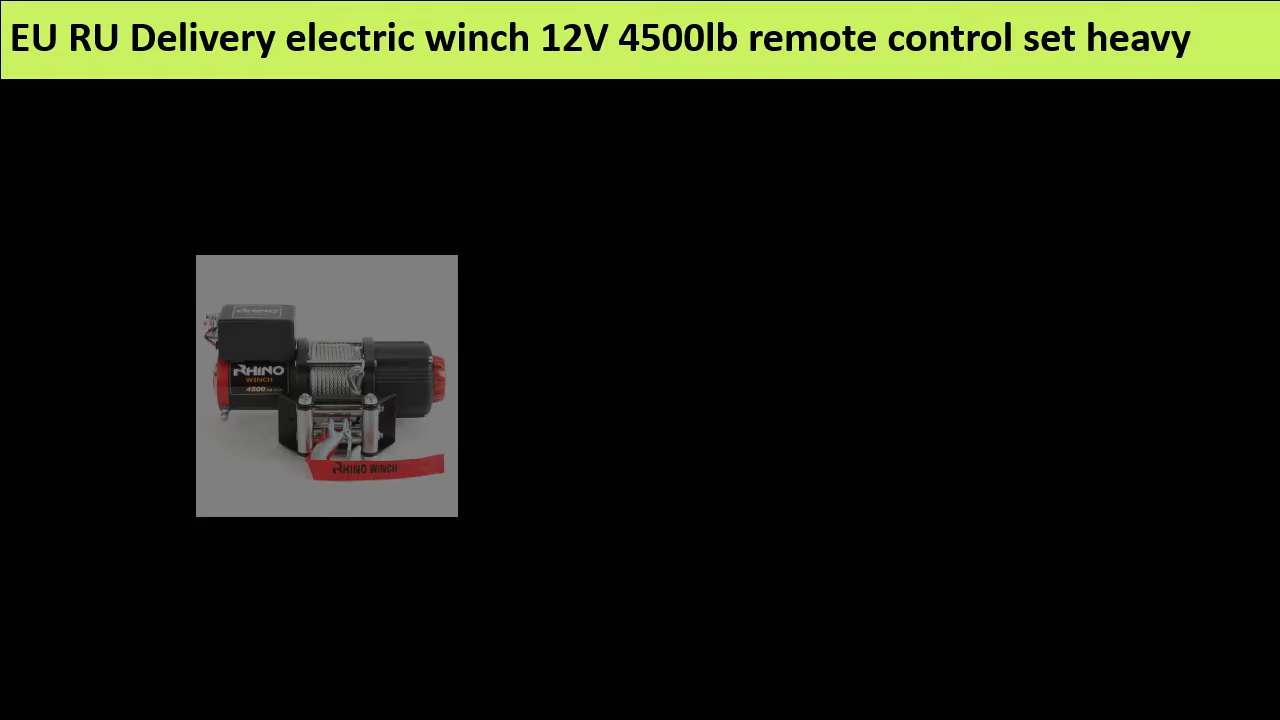 EU RU Delivery electric winch 12V 4500lb remote control set heavy
RHINO
WINCH
4500
RHINO WINCH